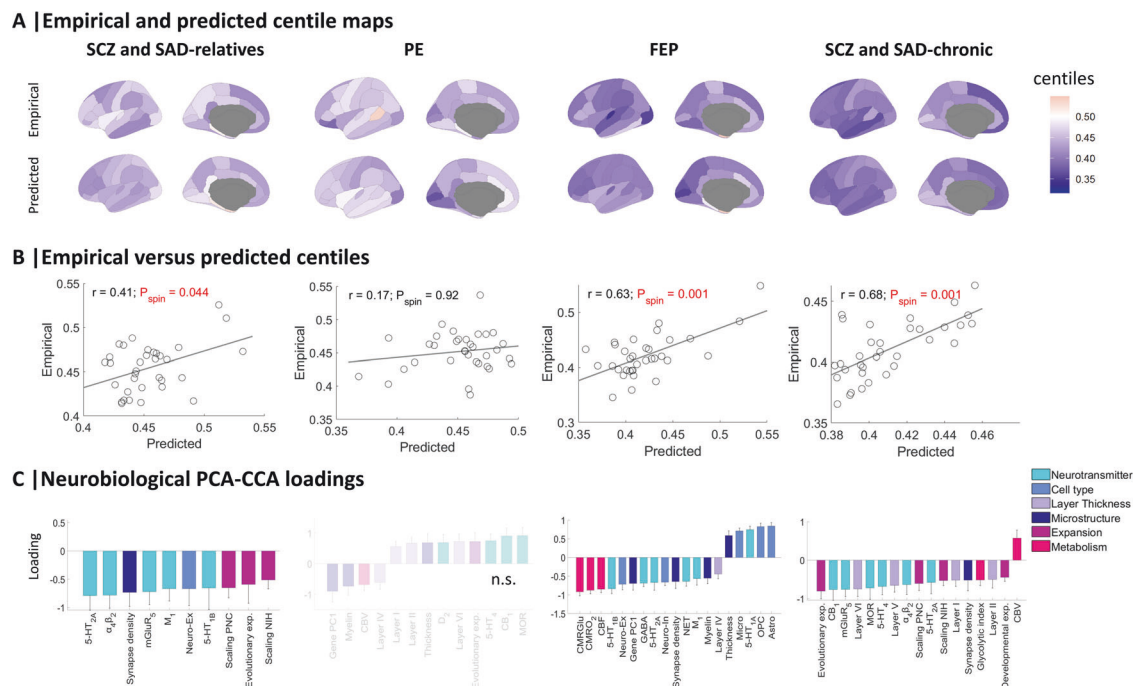 A | Empirical and predicted centile maps
SCZ and SAD-relatives
PE
FEP
SCZ and SAD-chronic
Empirical
Predicted
centiles
0.50
0.45
0.40
0.35
B | Empirical versus predicted centiles
0.55
0.5
0.45
0.4
Empirical
r = 0.41; Pspin = 0.044
0.4 0.45 0.5 0.55
Predicted
0.55
0.5
0.45
0.4
0.35
Empirical
r = 0.17; Pspin = 0.92
0.35 0.4 0.45 0.5
Predicted
0.5
0.4
0.3
Empirical
r = 0.63; Pspin = 0.001
0.35 0.4 0.45 0.5 0.55
Predicted
0.45
0.4
0.35
Empirical
r = 0.68; Pspin = 0.001
0.38 0.4 0.42 0.44 0.46
Predicted
C | Neurobiological PCA-CCA loadings
Neurotransmitter
Cell type
Layer Thickness
Microstructure
Expansion
Metabolism
Loading
0.5
0
-0.5
-1
5-HT2A
α4β2
Synapse density
mGluR5
M1
Neuro-Ex
5-HT1B
Scaling PNC
Evolutionary exp.
Scaling NIH
n.s.
Gene PC1
Myelin
CBV
Layer IV
Layer I
Layer II
Thickness
D2
Layer VI
Evolutionary exp.
5-HT4
CB1
MOR
1
0.5
0
-0.5
-1
CMRGlu
CMRO2
CBF
5-HT1B
Neuro-Ex
Gene PC1
GABA
5-HT2A
Neuro-In
Synapse density
NET
M1
Myelin
Layer IV
Thickness
Micro
5-HT1A
OPC
Astro
1
0.5
0
-0.5
-1
Evolutionary exp.
CB1
mGluR5
Layer VI
MOR
5-HT4
Layer V
α4β2
Scaling PNC
5-HT2A
Scaling NIH
Layer I
Synapse density
Glycolytic index
Layer II
Developmental exp.
CBV